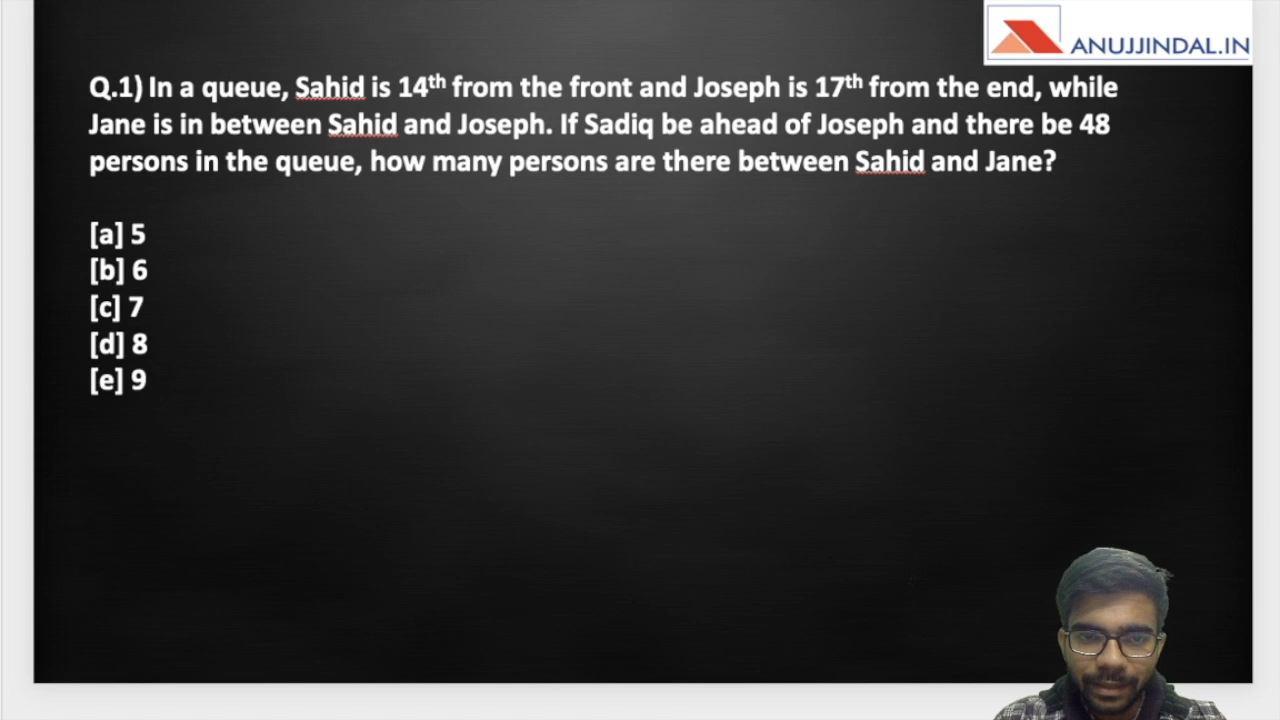 ANUJJINDAL.IN
Q.1) In a queue, Sahid is 14th from the front and Joseph is 17th from the end, while
Jane is in between Sahid and Joseph. If Sadiq be ahead of Joseph and there be 48
persons in the queue, how many persons are there between Sahid and Jane?
[a] 5
[b] 6
[c] 7
[d] 8
[e] 9